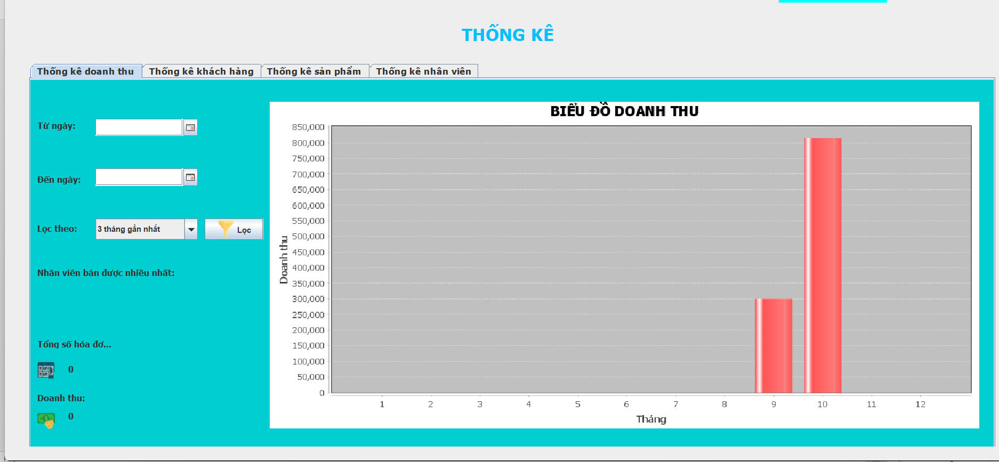 THỐNG KÊ
Thống kê doanh thu
Thống kê khách hàng
Thống kê sản phẩm
Thống kê nhân viên
Từ ngày:
Đến ngày:
Lọc theo:
3 tháng gần nhất
Lọc
Nhân viên bán được nhiều nhất:
Tổng số hóa đơ...
0
Doanh thu:
0
BIỂU ĐỒ DOANH THU
Doanh thu
850,000
800,000
750,000
700,000
650,000
600,000
550,000
500,000
450,000
400,000
350,000
300,000
250,000
200,000
150,000
100,000
50,000
0
1 2 3 4 5 6 7 8 9 10 11 12
Tháng